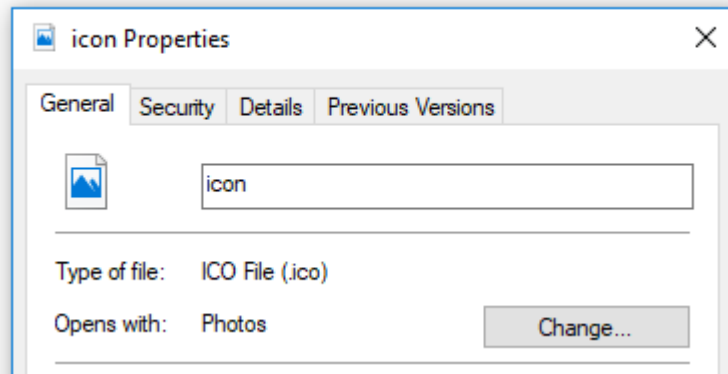 icon Properties
General Security Details Previous Versions
icon
Type of file: ICO File (.ico)
Opens with: Photos Change...